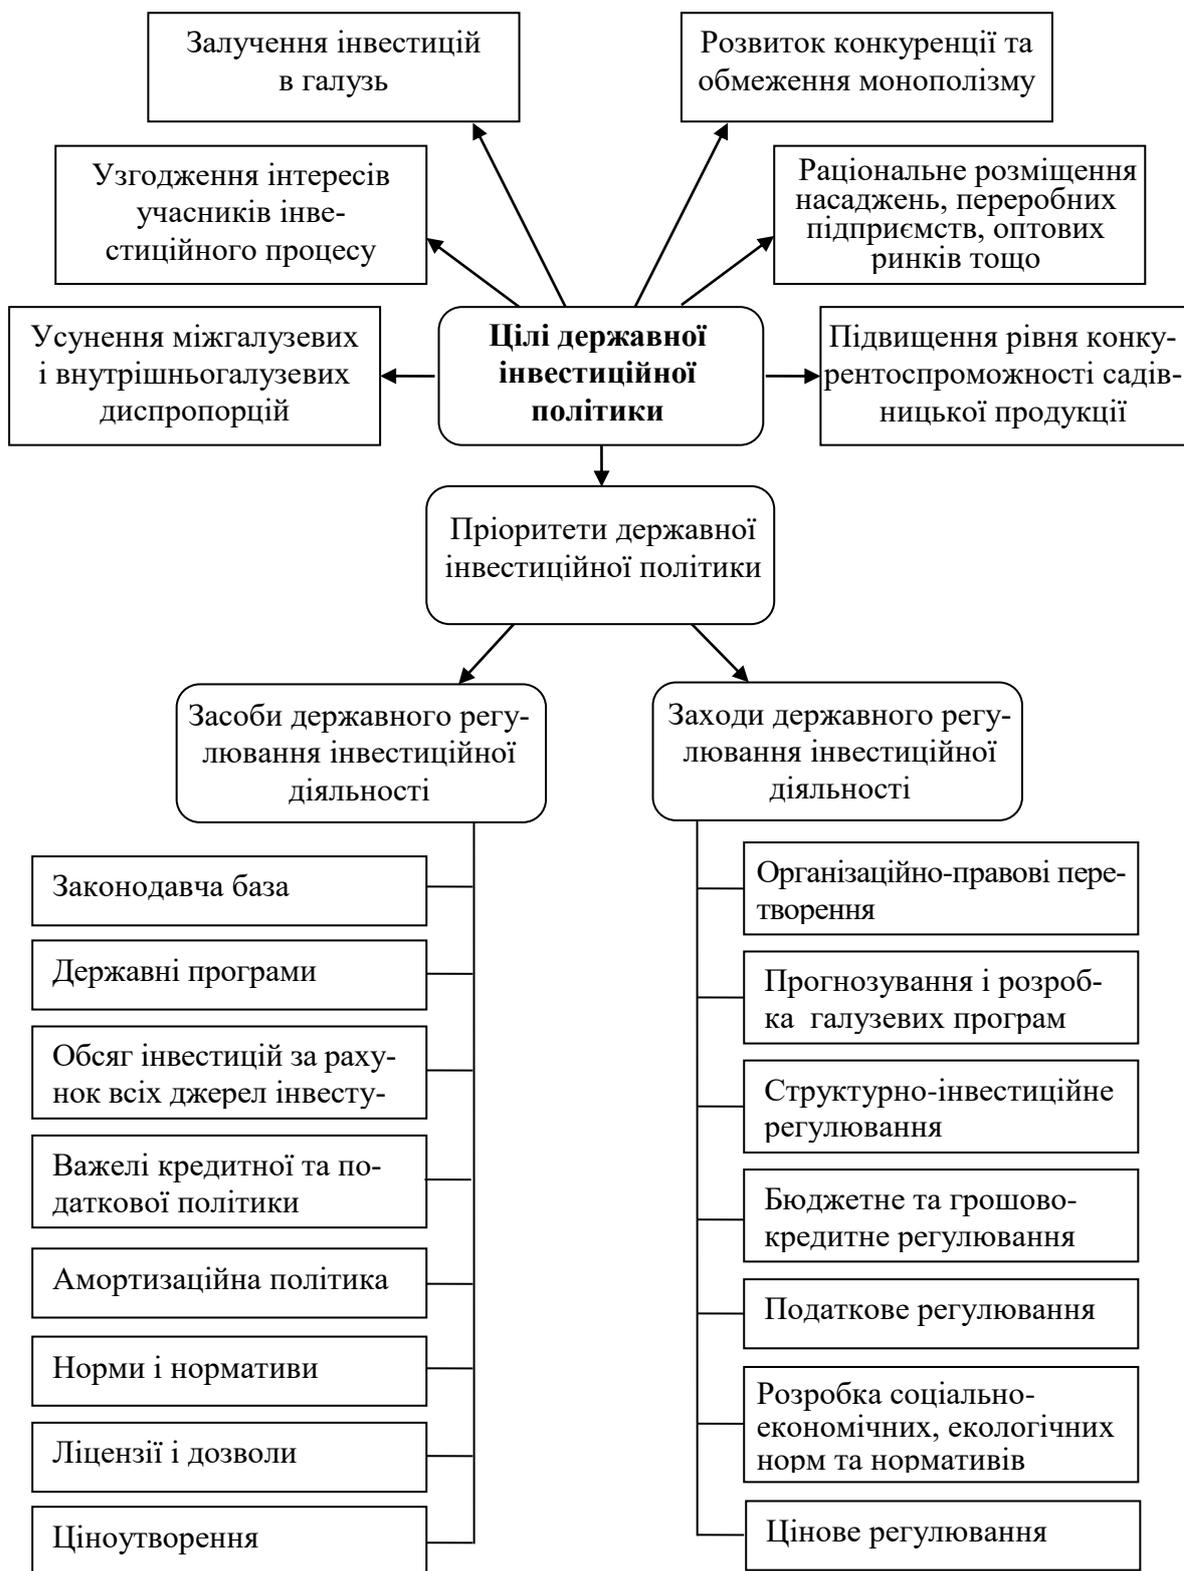 Залучення інвестицій
в галузь
Розвиток конкуренції та
обмеження монополізму
Узгодження інтересів
учасників інве-
стиційного процесу
Раціональне розміщення
насаджень, переробних
підприємств, оптових
ринків тощо
Усунення міжгалузевих
і внутрішньогалузевих
диспропорцій
Цілі державної
інвестиційної
політики
Підвищення рівня конку-
рентоспроможності садів-
ницької продукції
Пріоритети державної
інвестиційної політики
Засоби державного регу-
лювання інвестиційної
діяльності
Заходи державного регу-
лювання інвестиційної
діяльності
Законодавча база
Державні програми
Обсяг інвестицій за раху-
нок всіх джерел інвесту-
Важелі кредитної та по-
даткової політики
Амортизаційна політика
Норми і нормативи
Ліцензії і дозволи
Ціноутворення
Організаційно-правові пере-
творення
Прогнозування і розроб-
ка галузевих програм
Структурно-інвестиційне
регулювання
Бюджетне та грошово-
кредитне регулювання
Податкове регулювання
Розробка соціально-
економічних, екологічних
норм та нормативів
Цінове регулювання